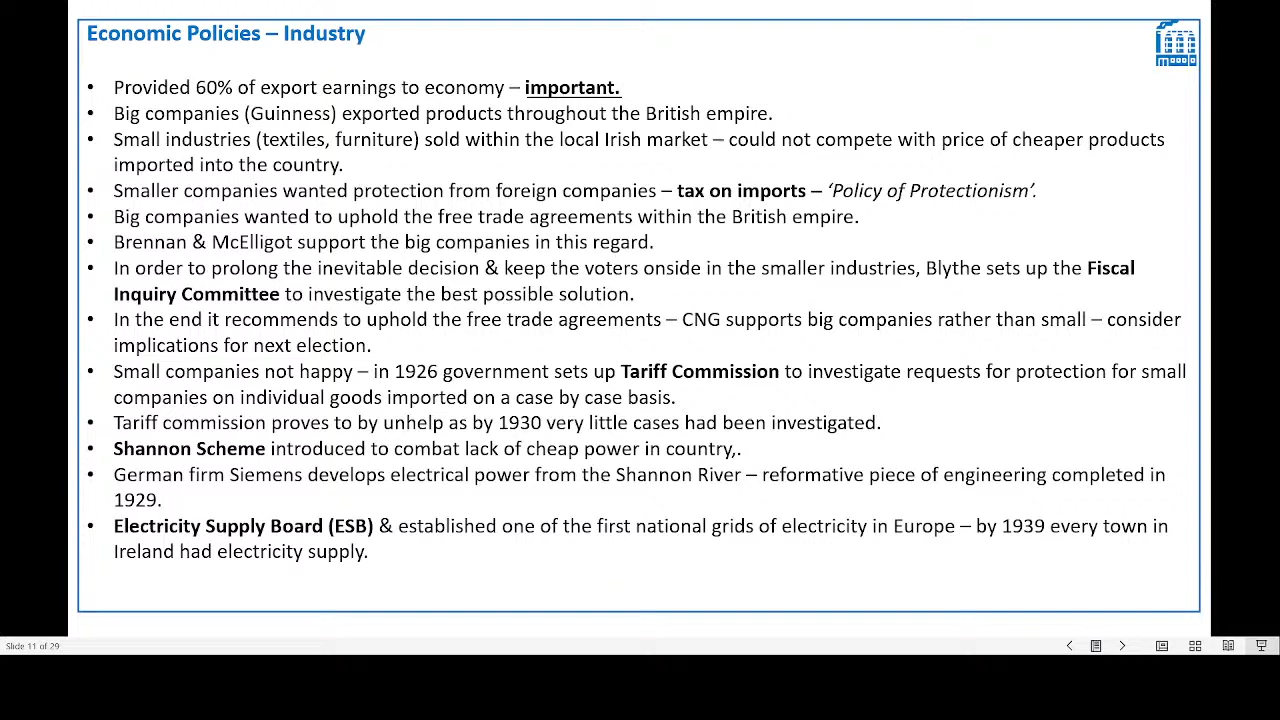 Economic Policies – Industry
• Provided 60% of export earnings to economy – important.
• Big companies (Guinness) exported products throughout the British empire.
• Small industries (textiles, furniture) sold within the local Irish market – could not compete with price of cheaper products
imported into the country.
• Smaller companies wanted protection from foreign companies – tax on imports – ‘Policy of Protectionism’.
• Big companies wanted to uphold the free trade agreements within the British empire.
• Brennan & McElligot support the big companies in this regard.
• In order to prolong the inevitable decision & keep the voters onside in the smaller industries, Blythe sets up the Fiscal
Inquiry Committee to investigate the best possible solution.
• In the end it recommends to uphold the free trade agreements – CNG supports big companies rather than small – consider
implications for next election.
• Small companies not happy – in 1926 government sets up Tariff Commission to investigate requests for protection for small
companies on individual goods imported on a case by case basis.
• Tariff commission proves to by unhelp as by 1930 very little cases had been investigated.
• Shannon Scheme introduced to combat lack of cheap power in country,.
• German firm Siemens develops electrical power from the Shannon River – reformative piece of engineering completed in
1929.
• Electricity Supply Board (ESB) & established one of the first national grids of electricity in Europe – by 1939 every town in
Ireland had electricity supply.
Slide 11 of 29